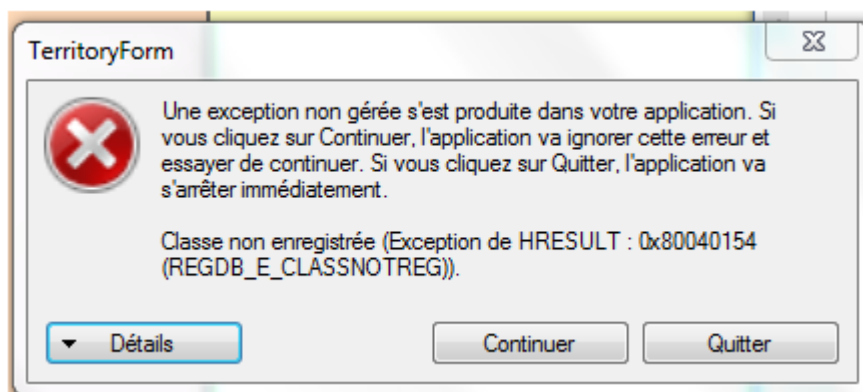 TerritoryForm
Une exception non gérée s'est produite dans votre application. Si
vous cliquez sur Continuer, l'application va ignorer cette erreur et
essayer de continuer. Si vous cliquez sur Quitter, l'application va
s'arrêter immédiatement.
Classe non enregistrée (Exception de HRESULT : 0x80040154
(REGDB_E_CLASSNOTREG)).
Détails
Continuer
Quitter